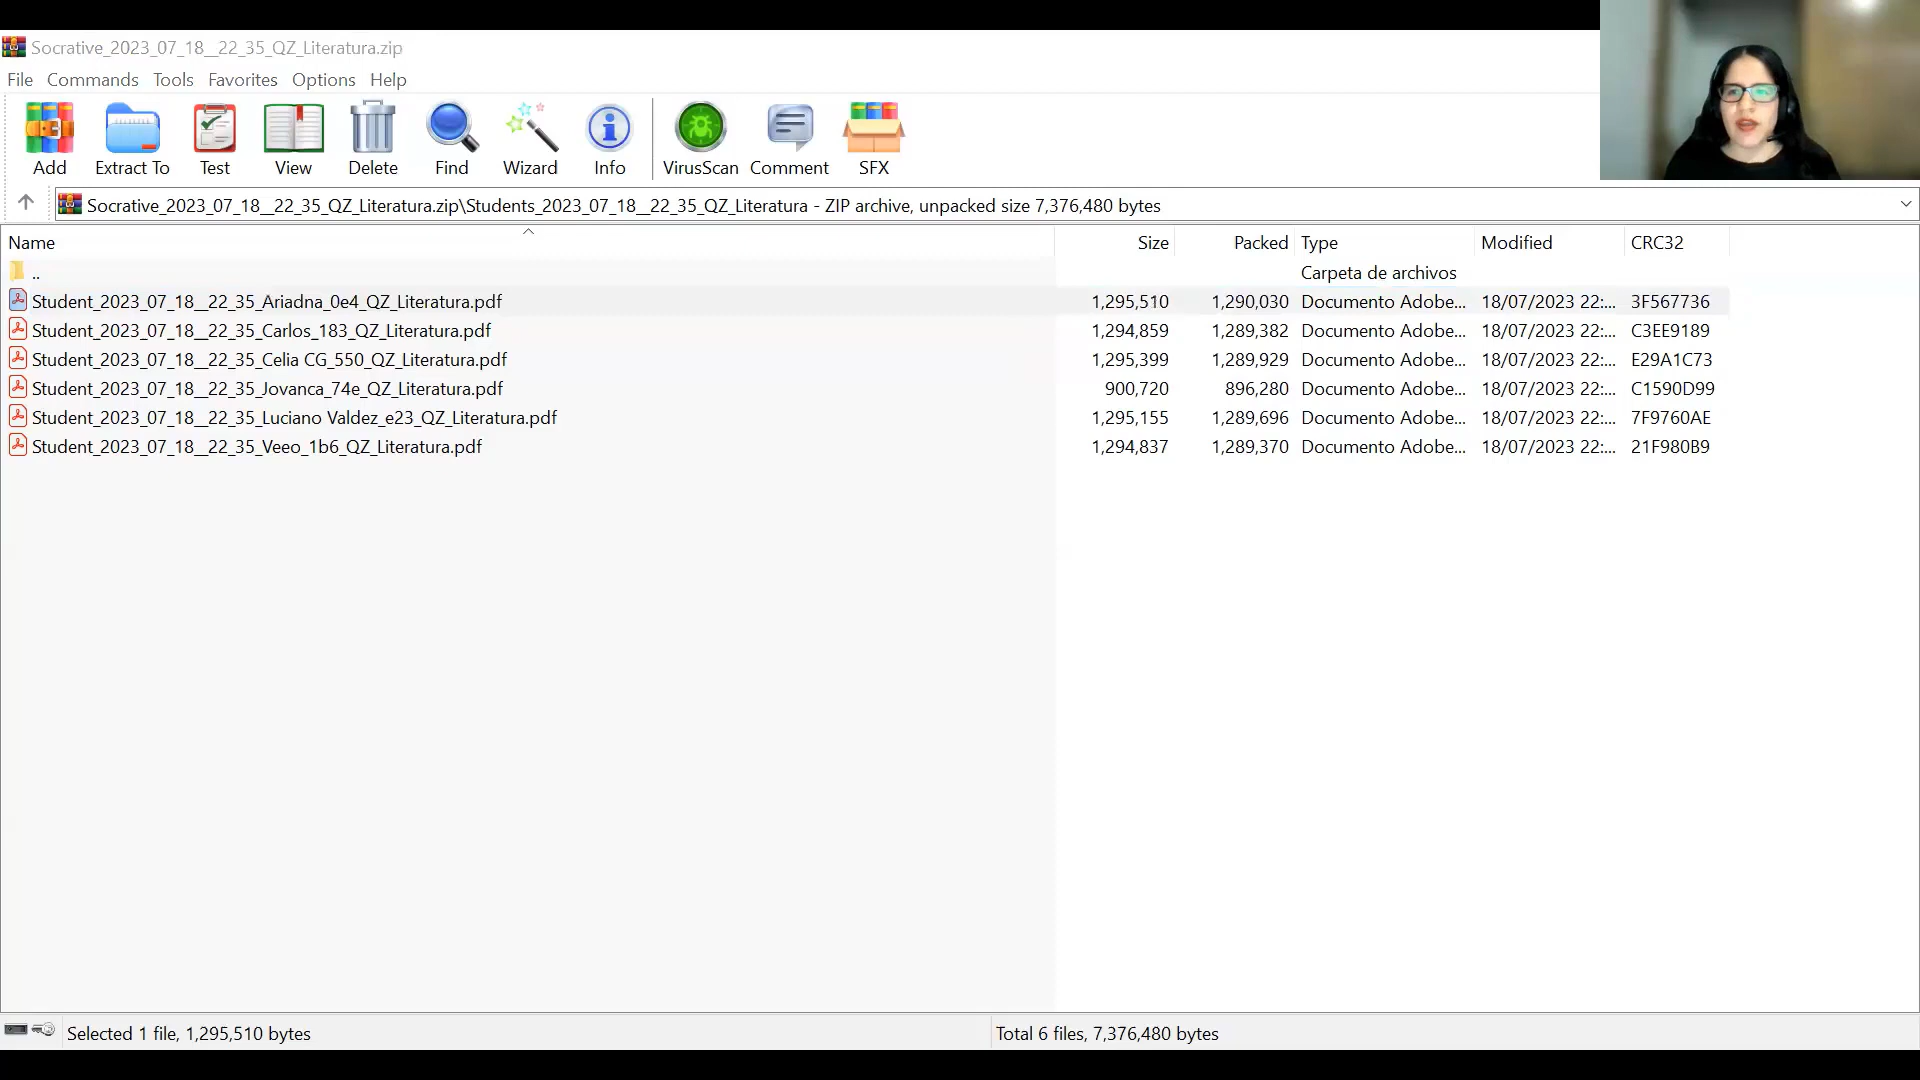 Socrative_2023_07_18__22_35_QZ_Literatura.zip
File Commands Tools Favorites Options Help
Add Extract To Test View Delete Find Wizard Info VirusScan Comment SFX
Socrative_2023_07_18__22_35_QZ_Literatura.zip\Students_2023_07_18__22_35_QZ_Literatura - ZIP archive, unpacked size 7,376,480 bytes
Name Size Packed Type Modified CRC32
.. Carpeta de archivos
Student_2023_07_18__22_35_Ariadna_0e4_QZ_Literatura.pdf 1,295,510 1,290,030 Documento Adobe... 18/07/2023 22:... 3F567736
Student_2023_07_18__22_35_Carlos_183_QZ_Literatura.pdf 1,294,859 1,289,382 Documento Adobe... 18/07/2023 22:... C3EE9189
Student_2023_07_18__22_35_Celia CG_550_QZ_Literatura.pdf 1,295,399 1,289,929 Documento Adobe... 18/07/2023 22:... E29A1C73
Student_2023_07_18__22_35_Jovanca_74e_QZ_Literatura.pdf 900,720 896,280 Documento Adobe... 18/07/2023 22:... C1590D99
Student_2023_07_18__22_35_Luciano Valdez_e23_QZ_Literatura.pdf 1,295,155 1,289,696 Documento Adobe... 18/07/2023 22:... 7F9760AE
Student_2023_07_18__22_35_Veeo_1b6_QZ_Literatura.pdf 1,294,837 1,289,370 Documento Adobe... 18/07/2023 22:... 21F980B9
Selected 1 file, 1,295,510 bytes Total 6 files, 7,376,480 bytes